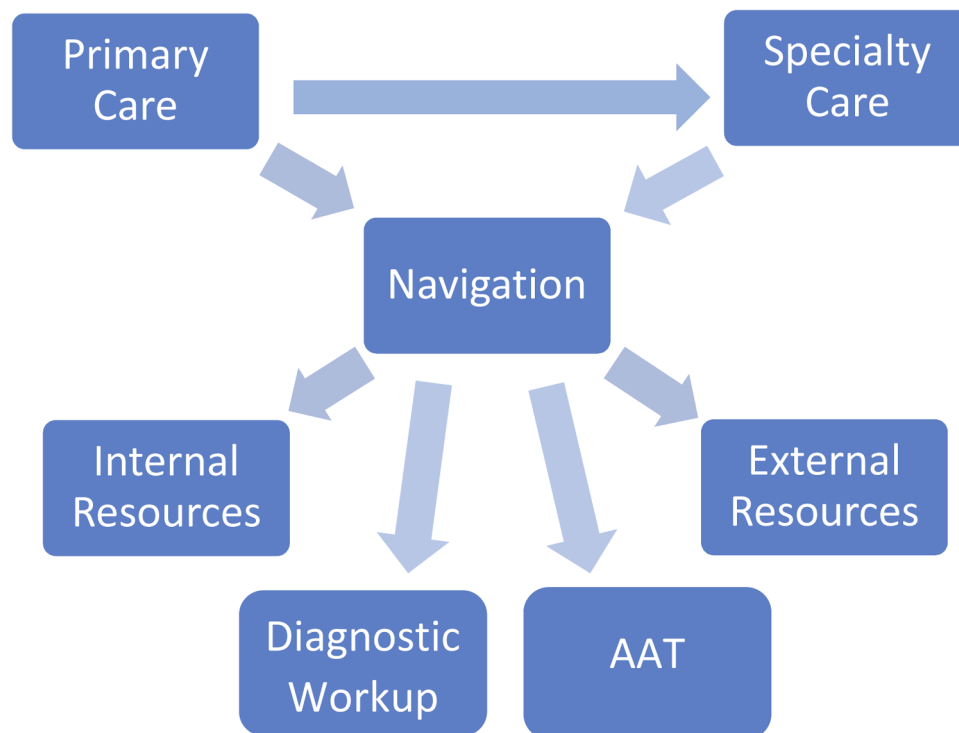 Primary
Care
Specialty
Care
Navigation
Internal
Resources
External
Resources
Diagnostic
Workup
AAT